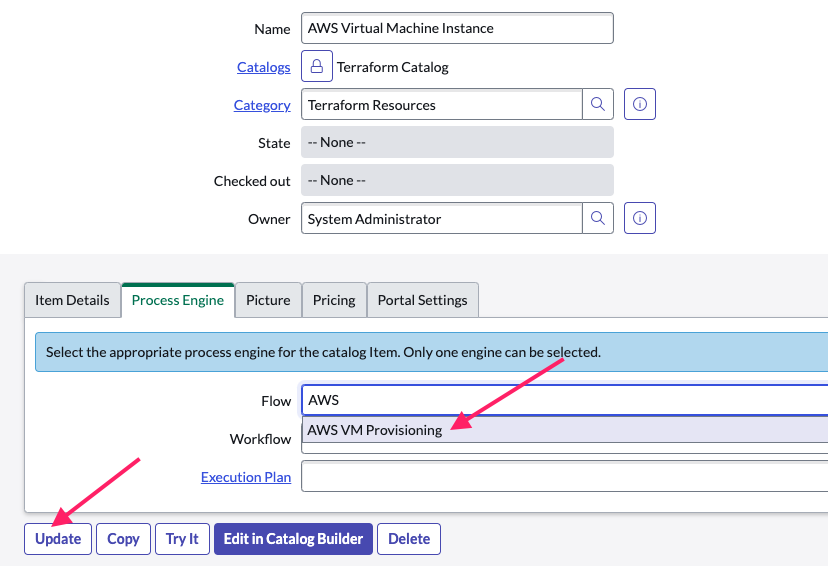 Name AWS Virtual Machine Instance
Catalogs Terraform Catalog
Category Terraform Resources
State -- None --
Checked out -- None --
Owner System Administrator
Item Details Process Engine Picture Pricing Portal Settings
Select the appropriate process engine for the catalog Item. Only one engine can be selected.
Flow AWS
AWS VM Provisioning
Workflow
Execution Plan
Update Copy Try It Edit in Catalog Builder Delete